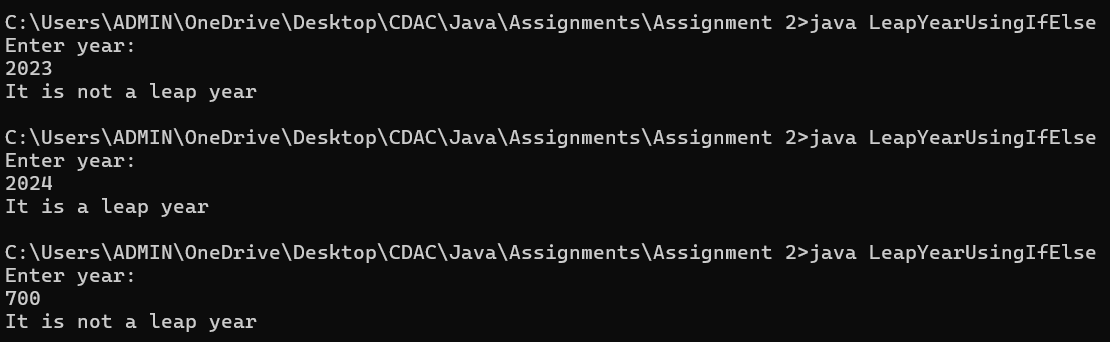 C:\Users\ADMIN\OneDrive\Desktop\CDAC\Java\Assignments\Assignment 2>java LeapYearUsingIfElse
Enter year:
2023
It is not a leap year
C:\Users\ADMIN\OneDrive\Desktop\CDAC\Java\Assignments\Assignment 2>java LeapYearUsingIfElse
Enter year:
2024
It is a leap year
C:\Users\ADMIN\OneDrive\Desktop\CDAC\Java\Assignments\Assignment 2>java LeapYearUsingIfElse
Enter year:
700
It is not a leap year